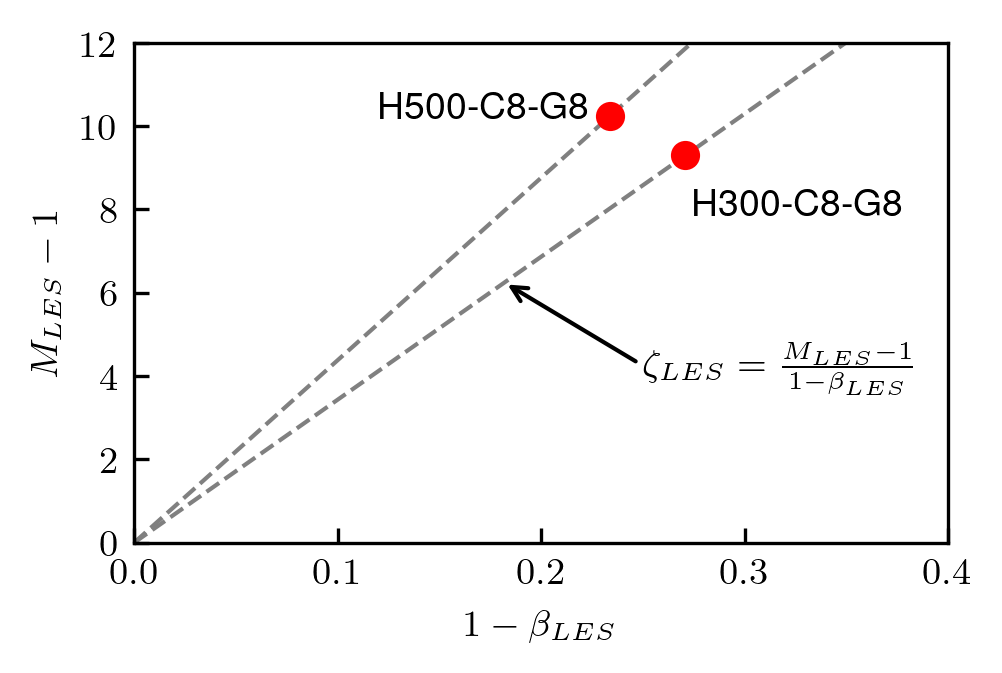 12
10
8
6
4
2
0
0.0 0.1 0.2 0.3 0.4
M_{LES} − 1
1 − β_{LES}
H500-C8-G8
H300-C8-G8
ζ_{LES} = \frac{M_{LES}−1}{1−β_{LES}}